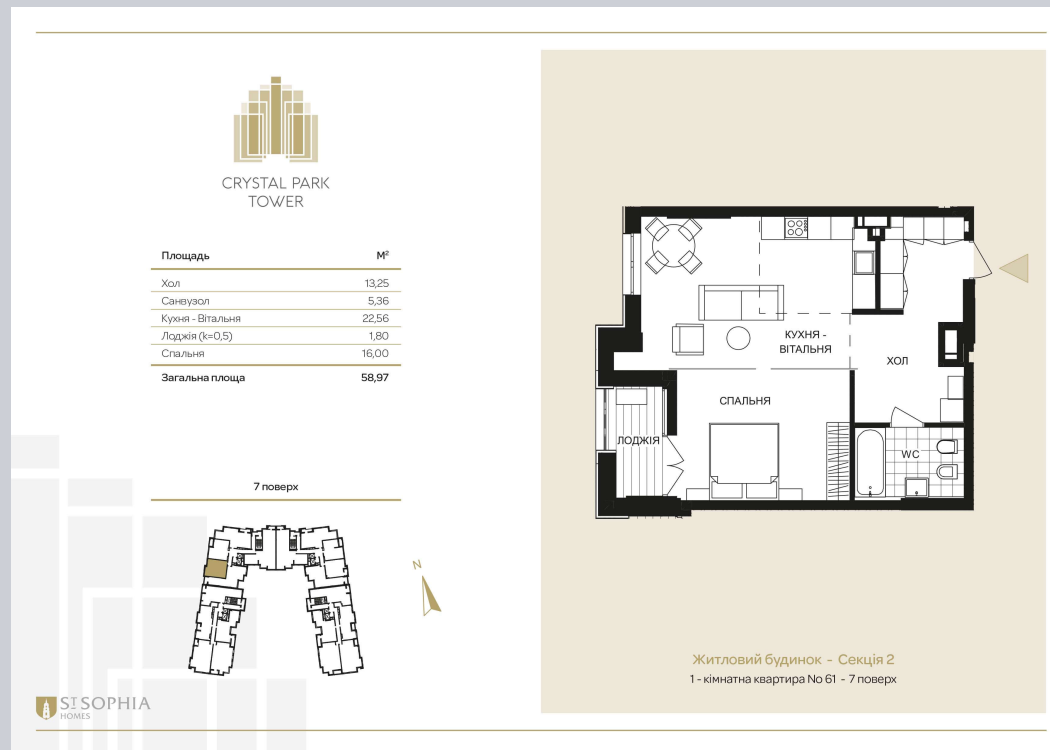 CRYSTAL PARK
TOWER
Площадь M²
Хол 13,25
Санвузол 5,36
Кухня - Вітальня 22,56
Лоджія (k=0,5) 1,80
Спальня 16,00
Загальна площа 58,97
7 поверх
N
ST SOPHIA
HOMES
КУХНЯ -
ВІТАЛЬНЯ
ХОЛ
СПАЛЬНЯ
ЛОДЖІЯ
WC
Житловий будинок - Секція 2
1 - кімнатна квартира No 61 - 7 поверх